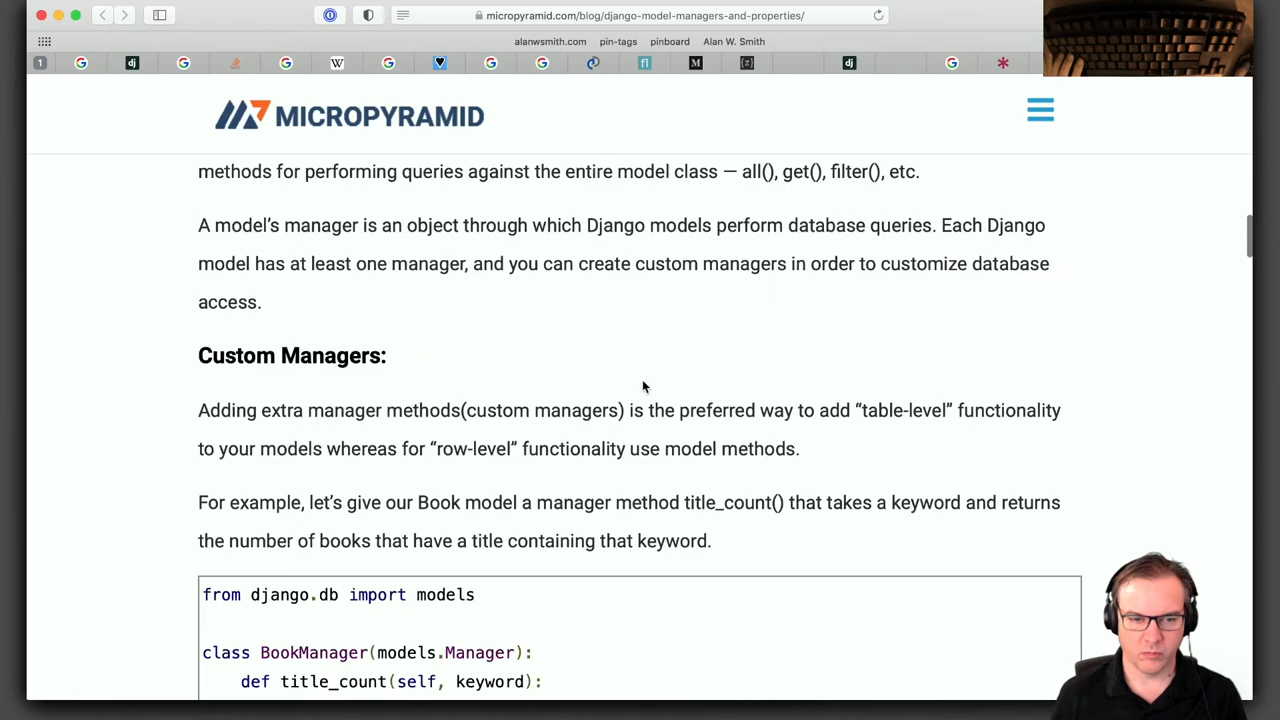 micropyramid.com/blog/django-model-managers-and-properties/
alanwsmith.com pin-tags pinboard Alan W. Smith
1
MICROPYRAMID
methods for performing queries against the entire model class — all(), get(), filter(), etc.
A model’s manager is an object through which Django models perform database queries. Each Django
model has at least one manager, and you can create custom managers in order to customize database
access.
Custom Managers:
Adding extra manager methods(custom managers) is the preferred way to add “table-level” functionality
to your models whereas for “row-level” functionality use model methods.
For example, let’s give our Book model a manager method title_count() that takes a keyword and returns
the number of books that have a title containing that keyword.
from django.db import models
class BookManager(models.Manager):
def title_count(self, keyword):